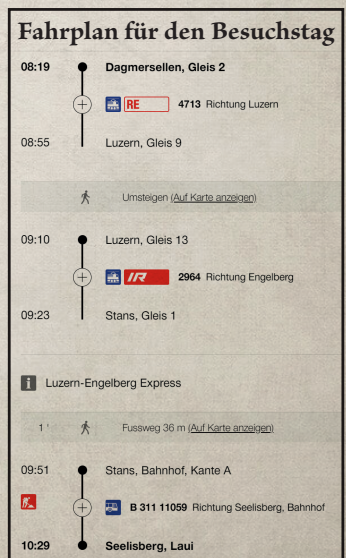 Fahrplan für den Besuchstag
08:19 Dagmersellen, Gleis 2
RE 4713 Richtung Luzern
08:55 Luzern, Gleis 9
Umsteigen (Auf Karte anzeigen)
09:10 Luzern, Gleis 13
IR 2964 Richtung Engelberg
09:23 Stans, Gleis 1
i Luzern-Engelberg Express
1 ' Fussweg 36 m (Auf Karte anzeigen)
09:51 Stans, Bahnhof, Kante A
B 311 11059 Richtung Seelisberg, Bahnhof
10:29 Seelisberg, Laui